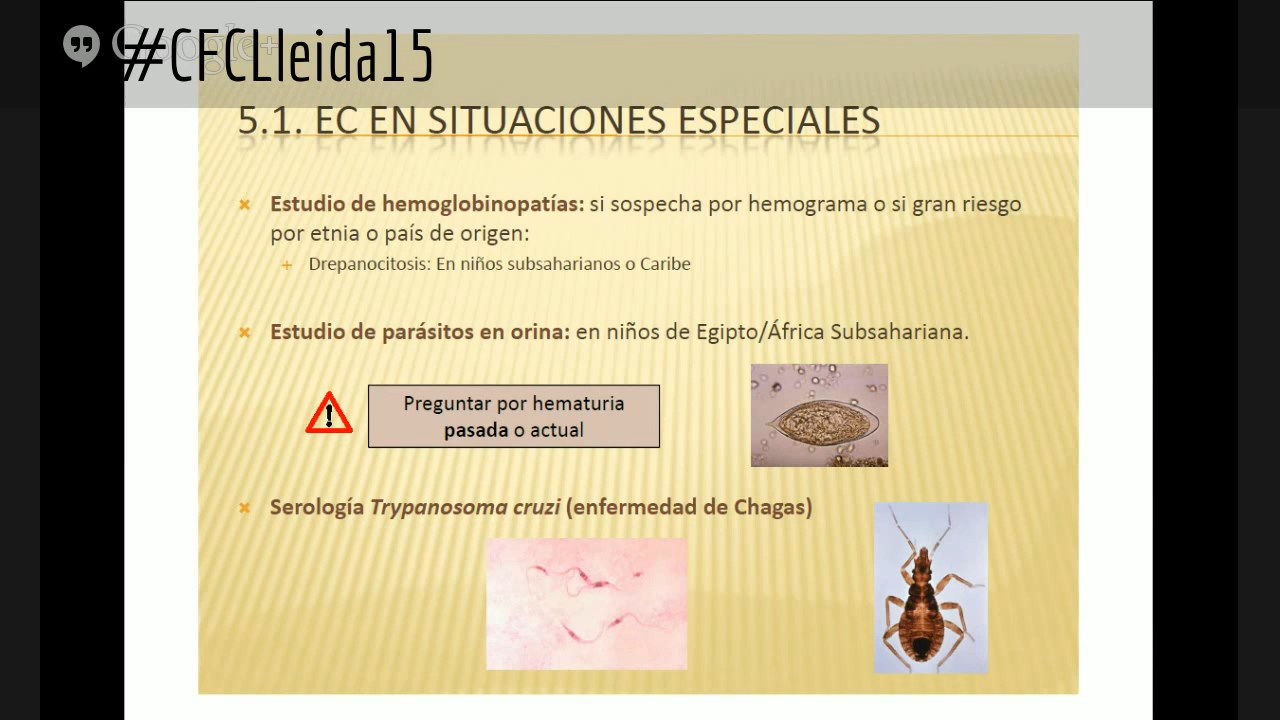 Google+
#CFCLleida15
5.1. EC EN SITUACIONES ESPECIALES
Estudio de hemoglobinopatías: si sospecha por hemograma o si gran riesgo
por etnia o país de origen:
Drepanocitosis: En niños subsaharianos o Caribe
Estudio de parásitos en orina: en niños de Egipto/África Subsahariana.
Preguntar por hematuria
pasada o actual
Serología Trypanosoma cruzi (enfermedad de Chagas)